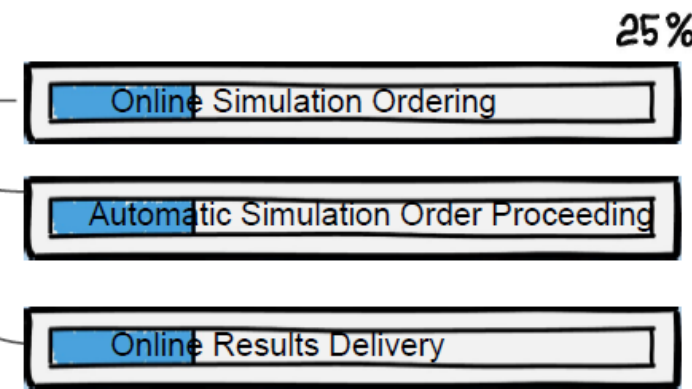 25%
Online Simulation Ordering
Automatic Simulation Order Proceeding
Online Results Delivery